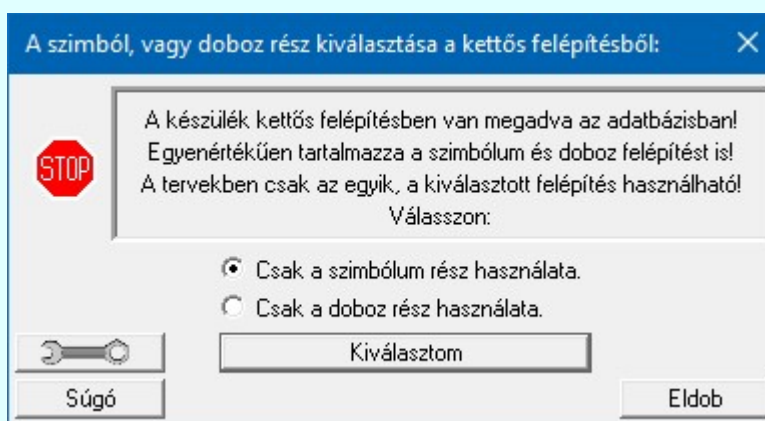 A szimból, vagy doboz rész kiválasztása a kettős felépítésből:
A készülék kettős felépítésben van megadva az adatbázisban!
STOP
Egyenértékűen tartalmazza a szimbólum és doboz felépítést is!
A tervekben csak az egyik, a kiválasztott felépítés használható!
Válasszon:
Csak a szimbólum rész használata.
Csak a doboz rész használata.
Kiválasztom
Súgó
Eldob